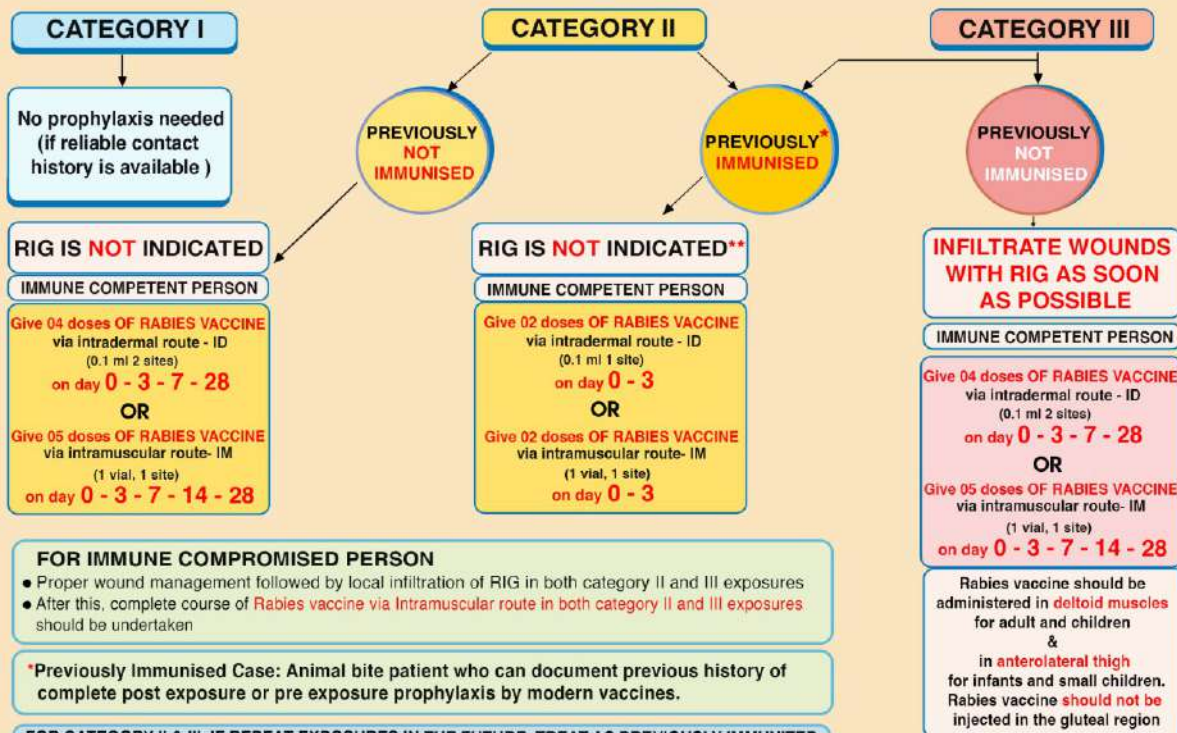 CATEGORY I
No prophylaxis needed
(if reliable contact
history is available )
CATEGORY II
PREVIOUSLY
NOT
IMMUNISED
PREVIOUSLY*
IMMUNISED
CATEGORY III
PREVIOUSLY
NOT
IMMUNISED
RIG IS NOT INDICATED
IMMUNE COMPETENT PERSON
Give 04 doses OF RABIES VACCINE
via intradermal route - ID
(0.1 ml 2 sites)
on day 0 - 3 - 7 - 28
OR
Give 05 doses OF RABIES VACCINE
via intramuscular route- IM
(1 vial, 1 site)
on day 0 - 3 - 7 - 14 - 28
RIG IS NOT INDICATED**
IMMUNE COMPETENT PERSON
Give 02 doses OF RABIES VACCINE
via intradermal route - ID
(0.1 ml 1 site)
on day 0 - 3
OR
Give 02 doses OF RABIES VACCINE
via intramuscular route- IM
(1 vial, 1 site)
on day 0 - 3
INFILTRATE WOUNDS
WITH RIG AS SOON
AS POSSIBLE
IMMUNE COMPETENT PERSON
Give 04 doses OF RABIES VACCINE
via intradermal route - ID
(0.1 ml 2 sites)
on day 0 - 3 - 7 - 28
OR
Give 05 doses OF RABIES VACCINE
via intramuscular route- IM
(1 vial, 1 site)
on day 0 - 3 - 7 - 14 - 28
Rabies vaccine should be
administered in deltoid muscles
for adult and children
&
in anterolateral thigh
for infants and small children.
Rabies vaccine should not be
injected in the gluteal region
FOR IMMUNE COMPROMISED PERSON
● Proper wound management followed by local infiltration of RIG in both category II and III exposures
● After this, complete course of Rabies vaccine via Intramuscular route in both category II and III exposures
should be undertaken
*Previously Immunised Case: Animal bite patient who can document previous history of
complete post exposure or pre exposure prophylaxis by modern vaccines.